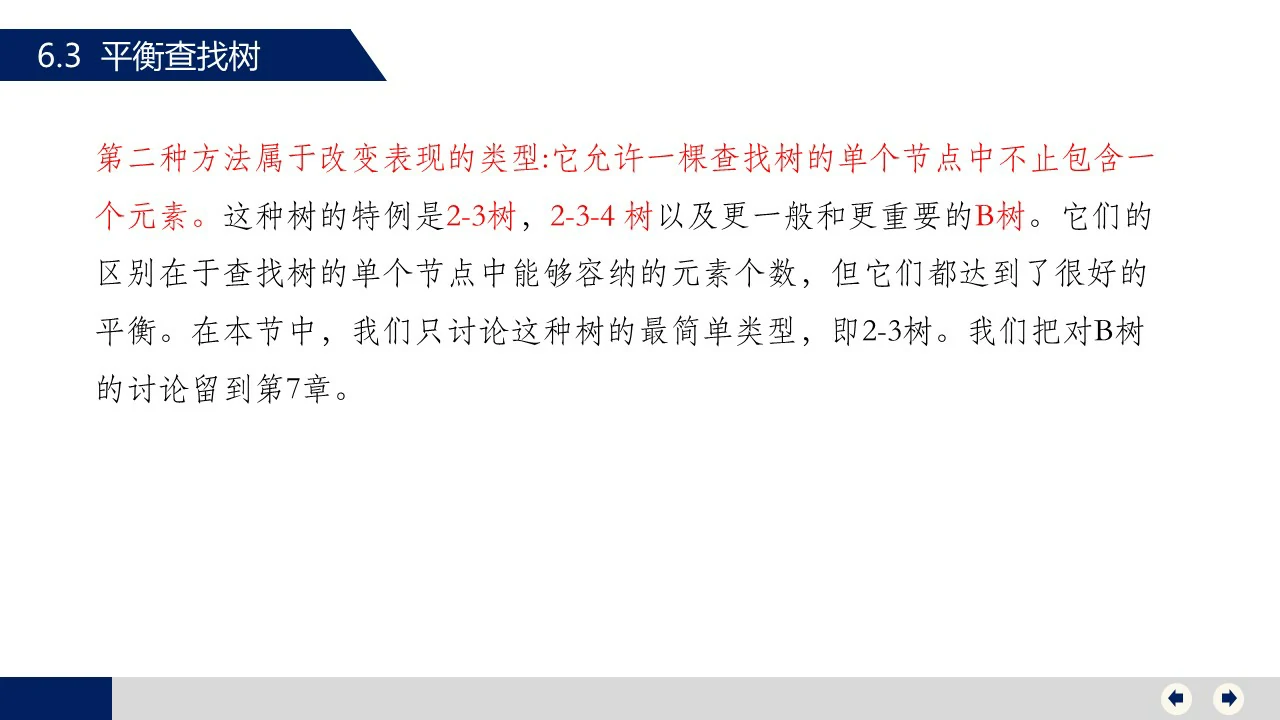 6.3 平衡查找树
第二种方法属于改变表现的类型:它允许一棵查找树的单个节点中不止包含一
个元素。这种树的特例是2-3树，2-3-4 树以及更一般和更重要的B树。它们的
区别在于查找树的单个节点中能够容纳的元素个数，但它们都达到了很好的
平衡。在本节中，我们只讨论这种树的最简单类型，即2-3树。我们把对B树
的讨论留到第7章。